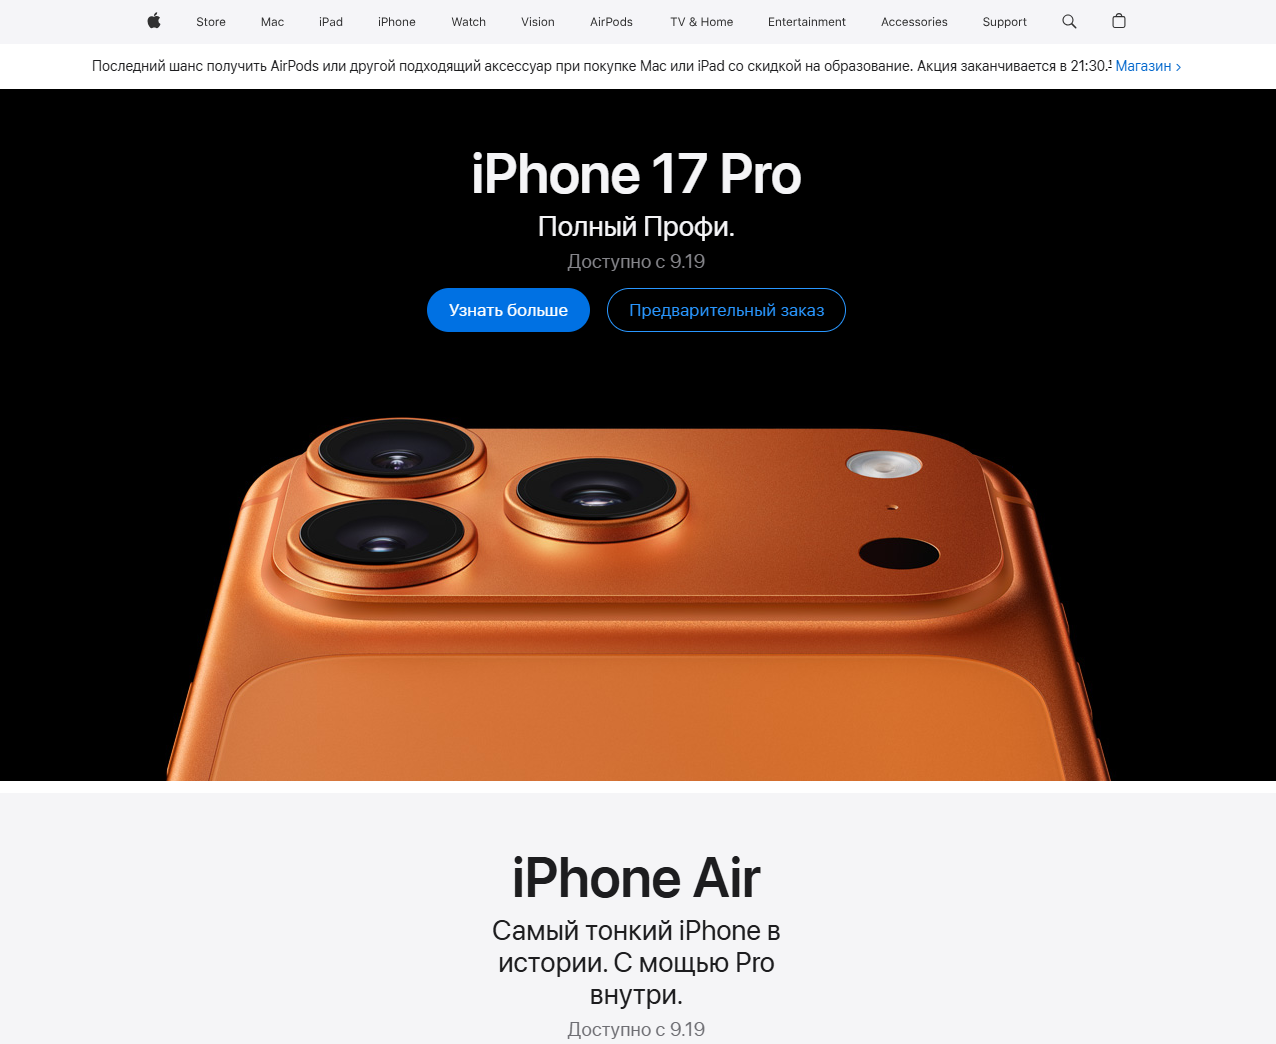 Store Mac iPad iPhone Watch Vision AirPods TV & Home Entertainment Accessories Support
Последний шанс получить AirPods или другой подходящий аксессуар при покупке Mac или iPad со скидкой на образование. Акция заканчивается в 21:30.¹ Магазин >
iPhone 17 Pro
Полный Профи.
Доступно с 9.19
Узнать больше Предварительный заказ
iPhone Air
Самый тонкий iPhone в
истории. С мощью Pro
внутри.
Доступно с 9.19